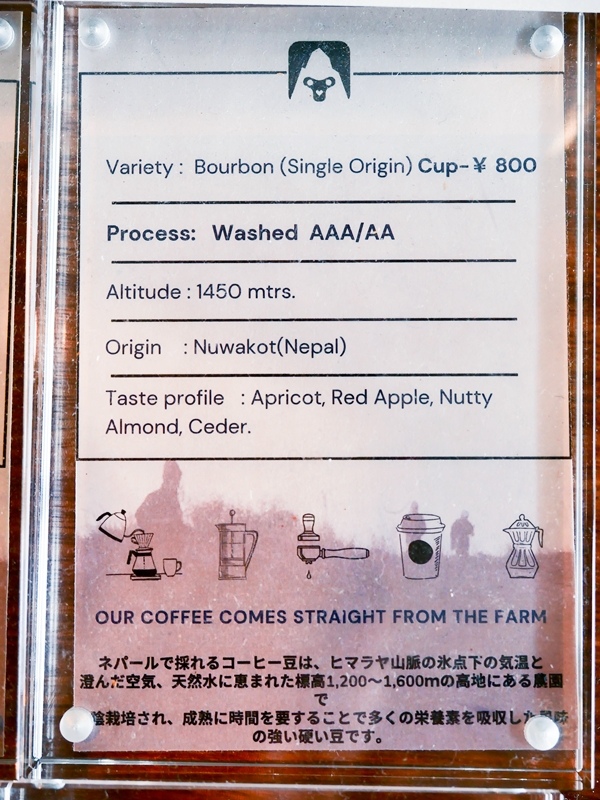 Variety : Bourbon (Single Origin) Cup-¥ 800
Process: Washed AAA/AA
Altitude : 1450 mtrs.
Origin : Nuwakot(Nepal)
Taste profile : Apricot, Red Apple, Nutty
Almond, Ceder.
OUR COFFEE COMES STRAIGHT FROM THE FARM
ネパールで採れるコーヒー豆は、ヒマラヤ山脈の氷点下の気温と
澄んだ空気、天然水に恵まれた標高1,200〜1,600mの高地にある農園
で
陰栽培され、成熟に時間を要することで多くの栄養素を吸収した風味
の強い硬い豆です。